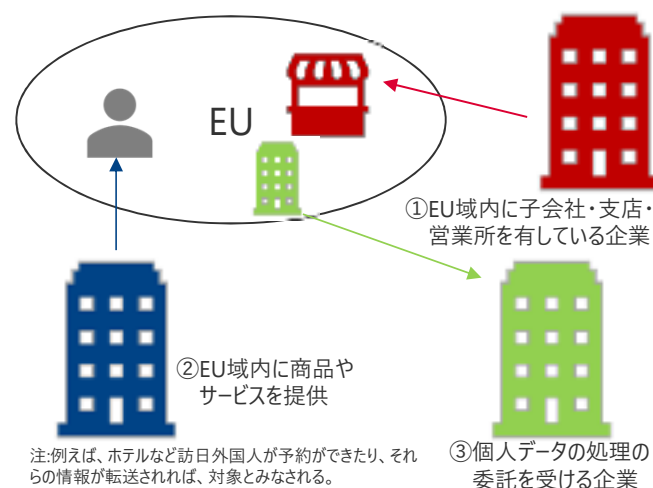 EU
①EU域内に子会社・支店・
営業所を有している企業
②EU域内に商品や
サービスを提供
注:例えば、ホテルなど訪日外国人が予約ができたり、それ
らの情報が転送されれば、対象とみなされる。
③個人データの処理の
委託を受ける企業